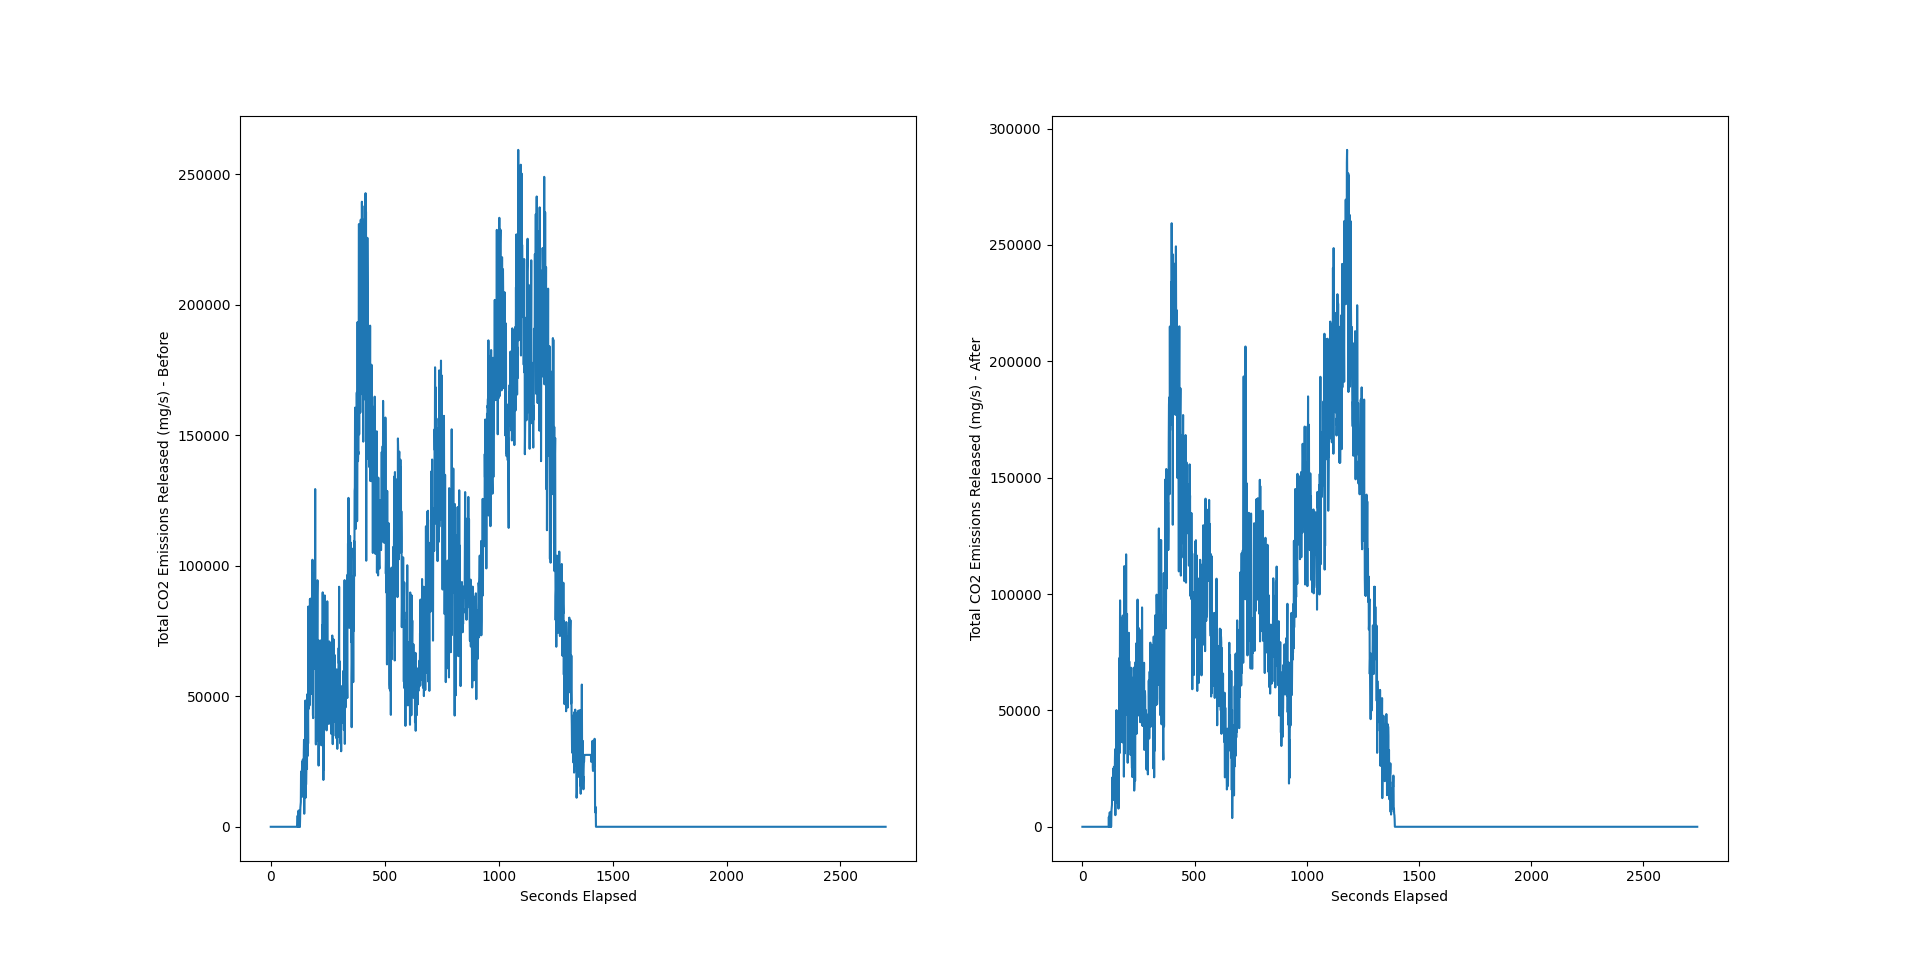 Total CO2 Emissions Released (mg/s) - Before
250000
200000
150000
100000
50000
0
0 500 1000 1500 2000 2500
Seconds Elapsed
Total CO2 Emissions Released (mg/s) - After
300000
250000
200000
150000
100000
50000
0
0 500 1000 1500 2000 2500
Seconds Elapsed